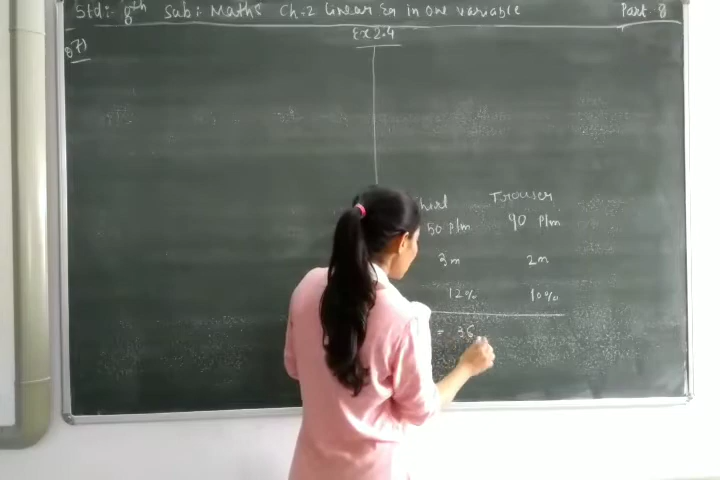 Std:- 8th Sub: Maths Ch-2 Linear Eq in one variable Part 8
Ex 2.4
Q7)
Shirt Trouser
50 P/m 90 P/m
3m 2m
12% 10%
= 36